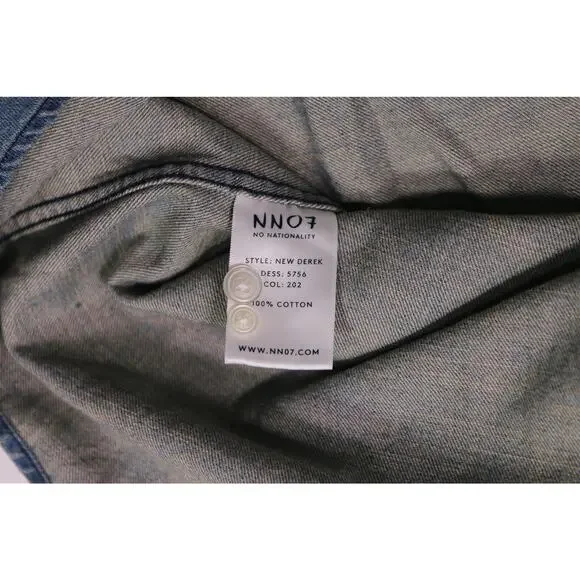 NN07
NO NATIONALITY
STYLE: NEW DEREK
DESS: 5756
COL: 202
100% COTTON
WWW.NN07.COM